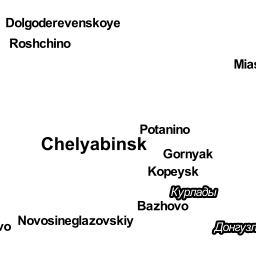 Dolgoderevenskoye
Roshchino
Mias
Potanino
Chelyabinsk
Gornyak
Kopeysk
Курлады
Bazhovo
Novosineglazovskiy
Донгузл
vo